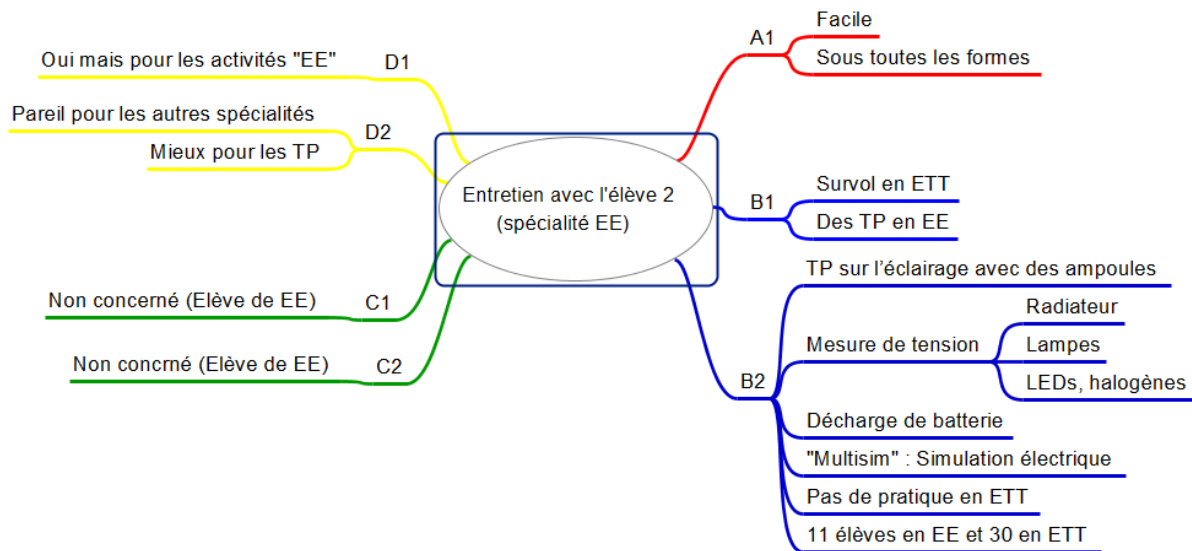 Entretien avec l'élève 2
(spécialité EE)
A1
Facile
Sous toutes les formes
B1
Survol en ETT
Des TP en EE
B2
TP sur l’éclairage avec des ampoules
Mesure de tension
Radiateur
Lampes
LEDs, halogènes
Décharge de batterie
"Multisim" : Simulation électrique
Pas de pratique en ETT
11 élèves en EE et 30 en ETT
D1
Oui mais pour les activités "EE"
D2
Pareil pour les autres spécialités
Mieux pour les TP
C1
Non concerné (Elève de EE)
C2
Non concrné (Elève de EE)